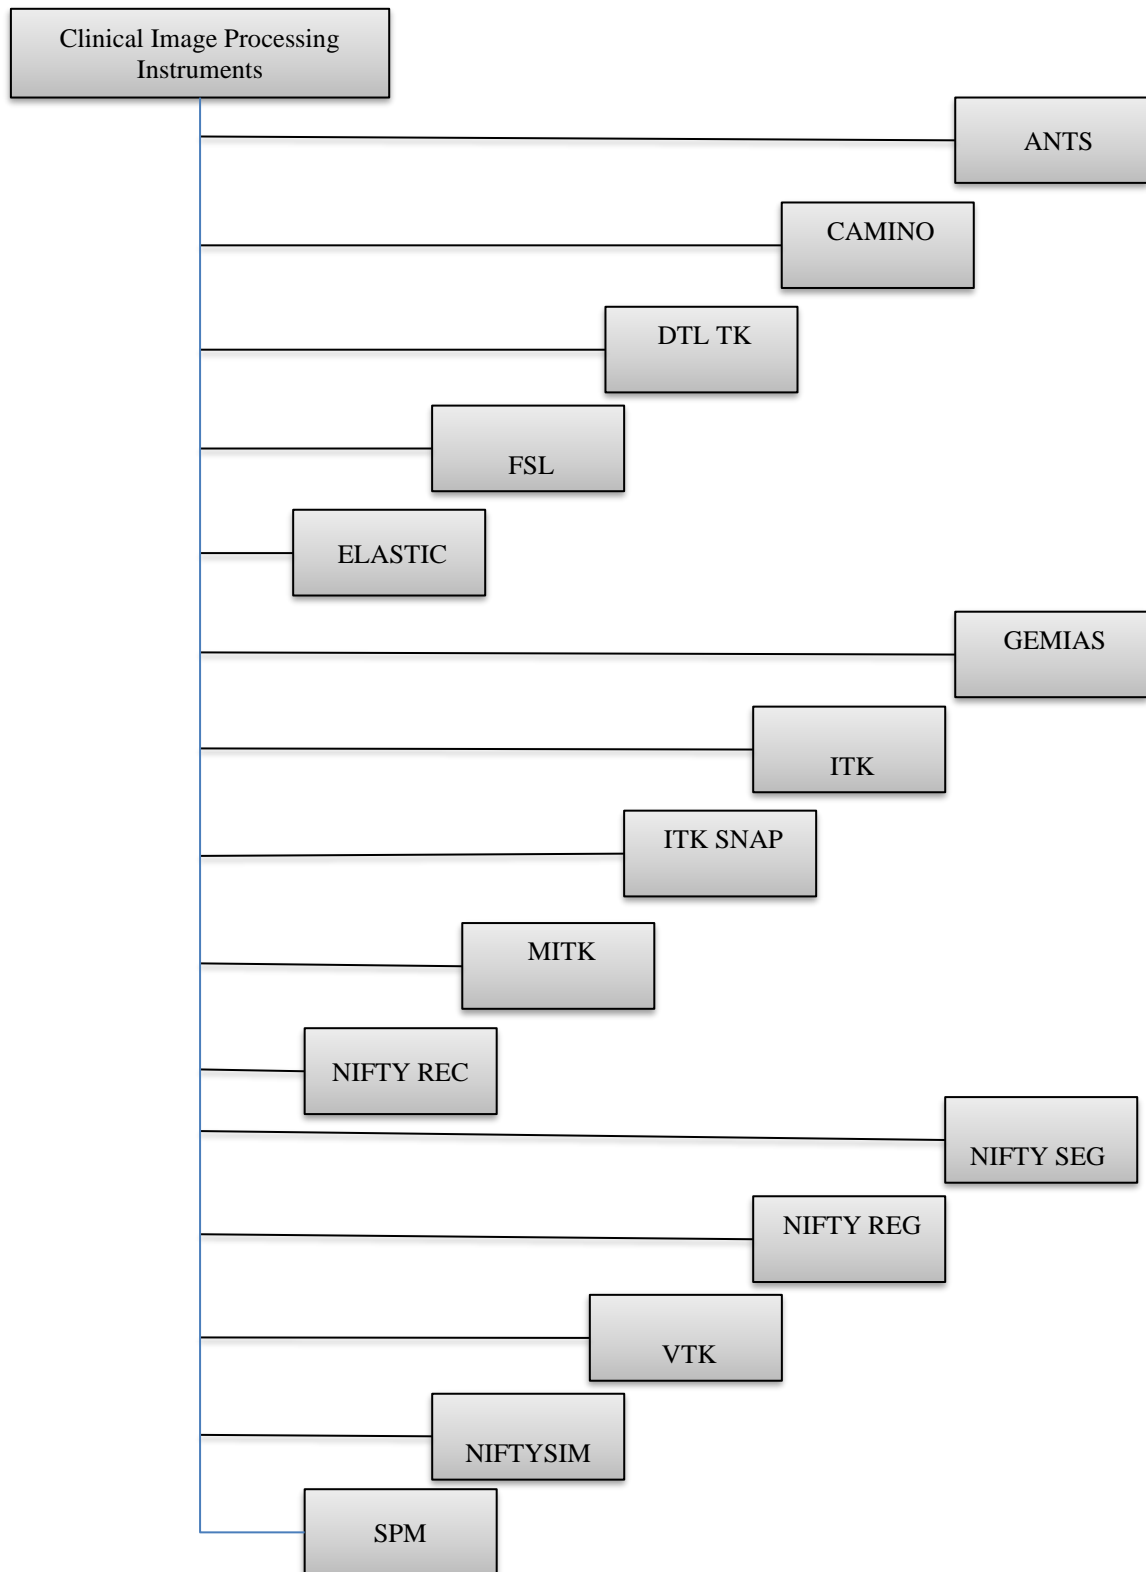 Clinical Image Processing
Instruments
ANTS
CAMINO
DTL TK
FSL
ELASTIC
GEMIAS
ITK
ITK SNAP
MITK
NIFTY REC
NIFTY SEG
NIFTY REG
VTK
NIFTYSIM
SPM